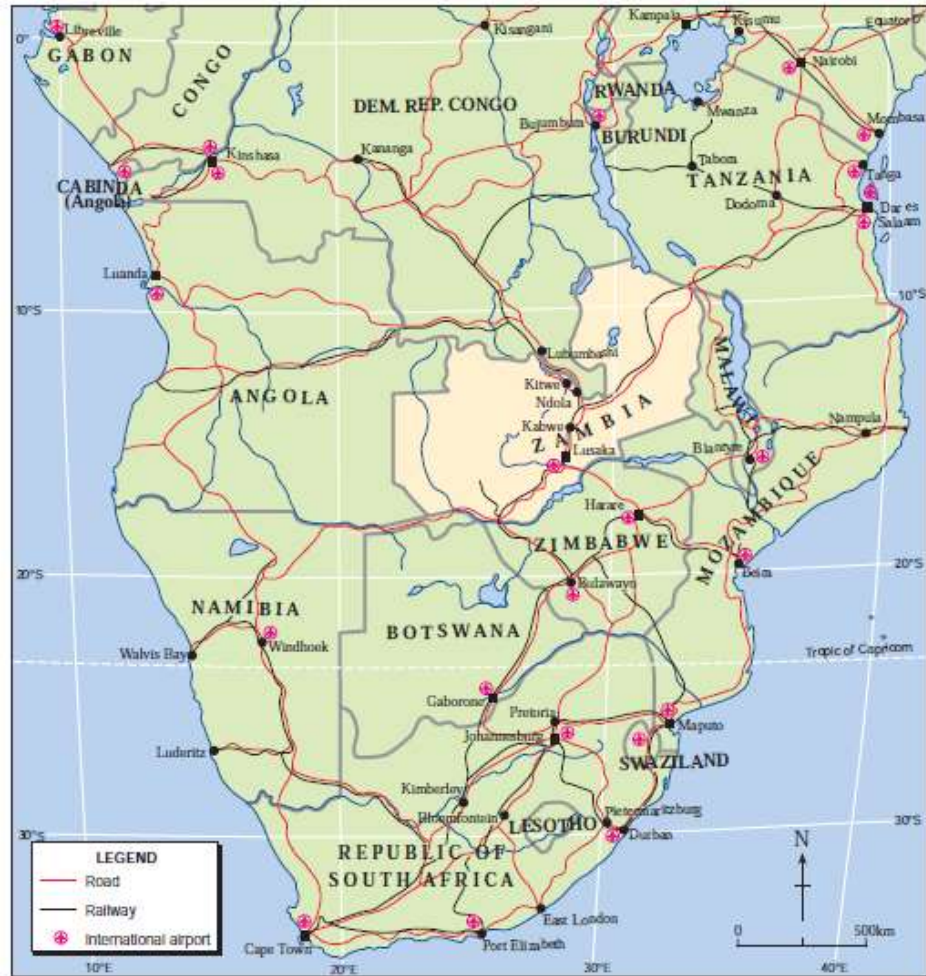 Libreville
GABON
0°
CONGO
Kisangani
Kampala
Kisumu
Equator 0°
Nairobi
DEM. REP. CONGO
RWANDA
Bujumbura
BURUNDI
Mwanza
Mombasa
Kinshasa
Kananga
Tabora
TANZANIA
Tanga
CABINDA
(Angola)
Dodoma
Dar es
Salaam
Luanda
10°S
10°S
Lubumbashi
MALAWI
ANGOLA
Kitwe
Ndola
ZAMBIA
Kabwe
Lusaka
Nampula
Blantyre
MOZAMBIQUE
Harare
ZIMBABWE
20°S
Beira
20°S
Bulawayo
NAMIBIA
BOTSWANA
Walvis Bay
Windhoek
Tropic of Capricorn
Gaborone
Pretoria
Maputo
Johannesburg
Luderitz
SWAZILAND
Kimberley
Bloemfontein
Pietermaritzburg
LESOTHO
Durban
30°S
30°S
REPUBLIC OF
SOUTH AFRICA
N
LEGEND
Road
Railway
International airport
East London
Cape Town
Port Elizabeth
0 500km
10°E
20°E
30°E
40°E